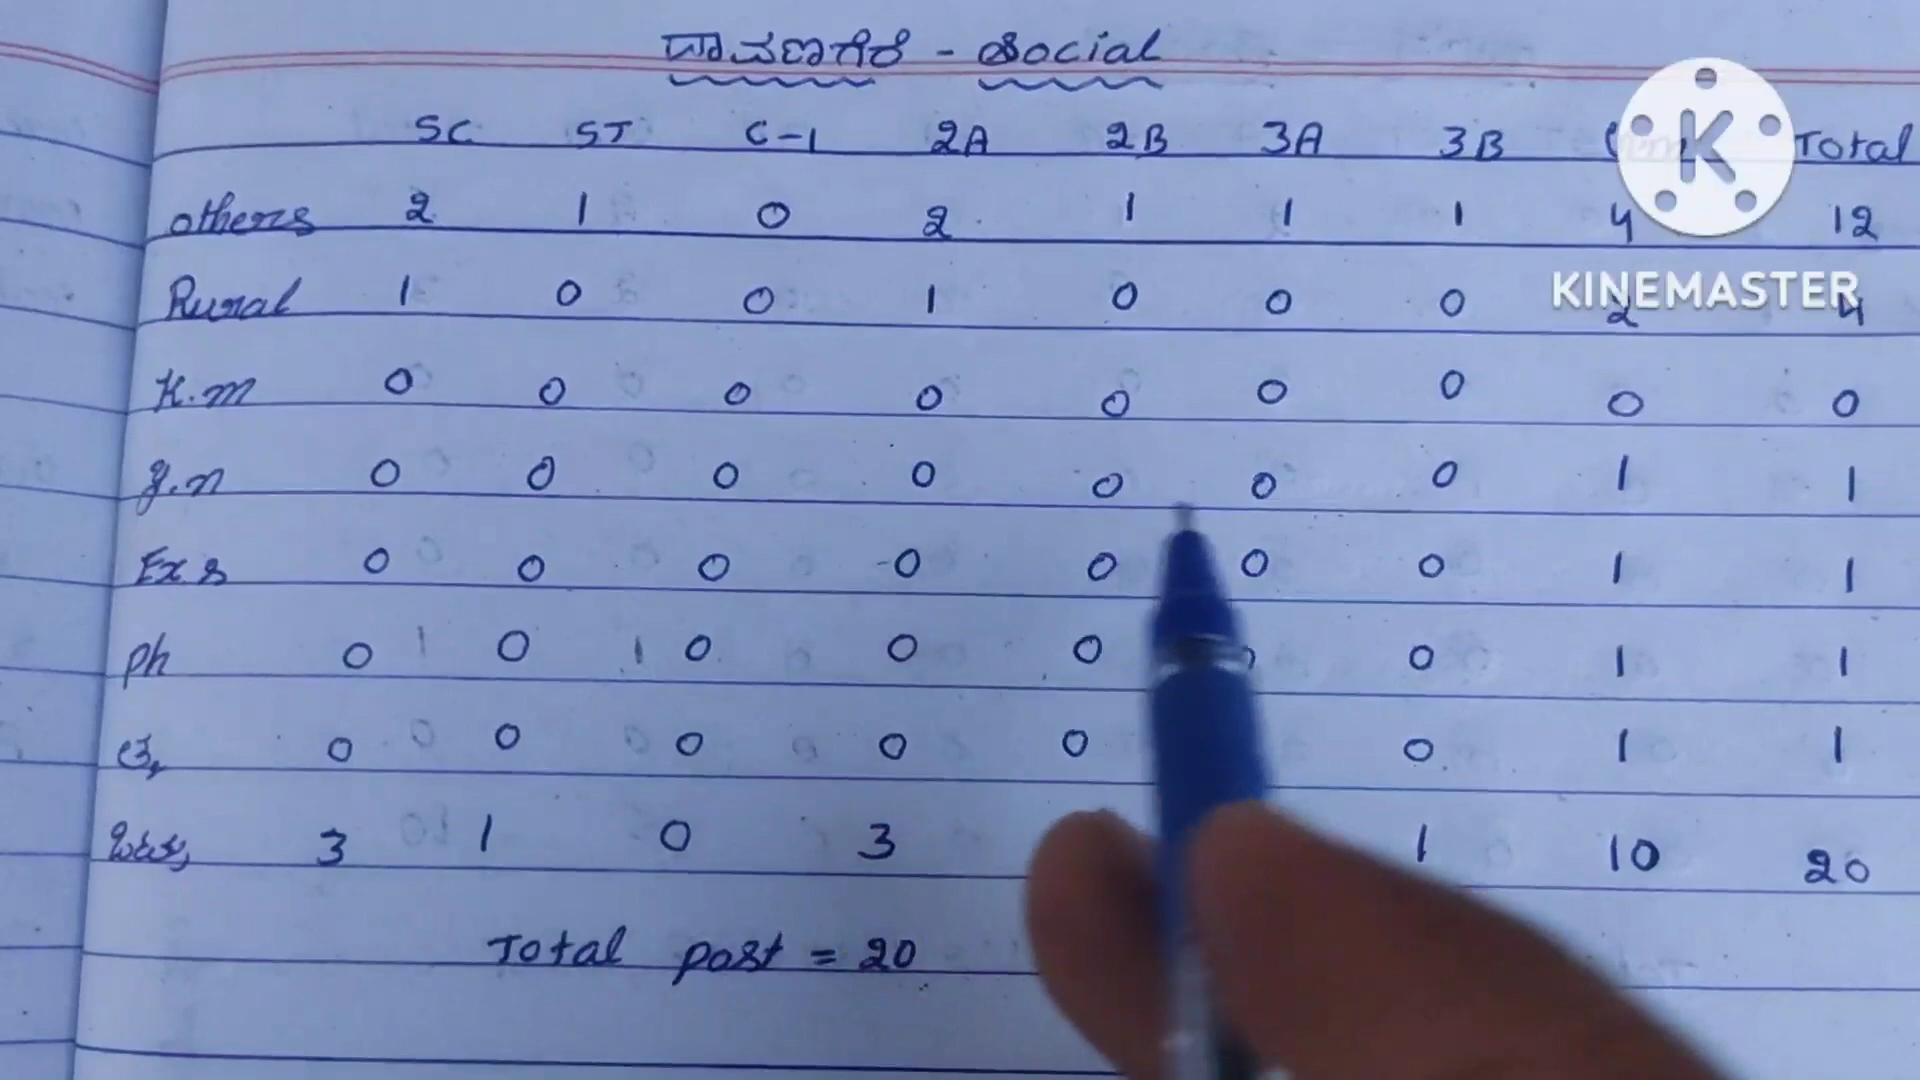 ದಾವಣಗೆರೆ - Social
SC ST C-1 2A 2B 3A 3B Total
others 2 1 0 2 1 1 1 4 12
Rural 1 0 0 1 0 0 0 2 4
KINEMASTER
K.m 0 0 0 0 0 0 0 0 0
y.n 0 0 0 0 0 0 0 1 1
Ex s 0 0 0 0 0 0 0 1 1
ph 0 0 0 0 0 0 1 1
0 0 0 0 0 0 1 1
ಒಟ್ಟು 3 1 0 3 1 10 20
Total post = 20